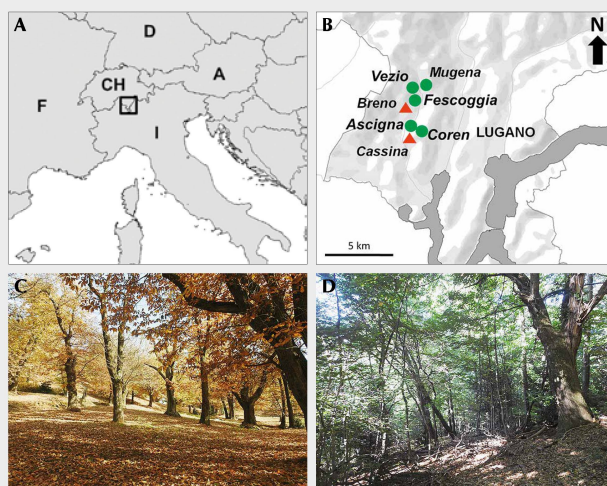 A
D
CH
A
F
I
B
N
Vezio
Mugena
Breno
Fescoggia
Ascigna
Coren
LUGANO
Cassina
5 km
C
D